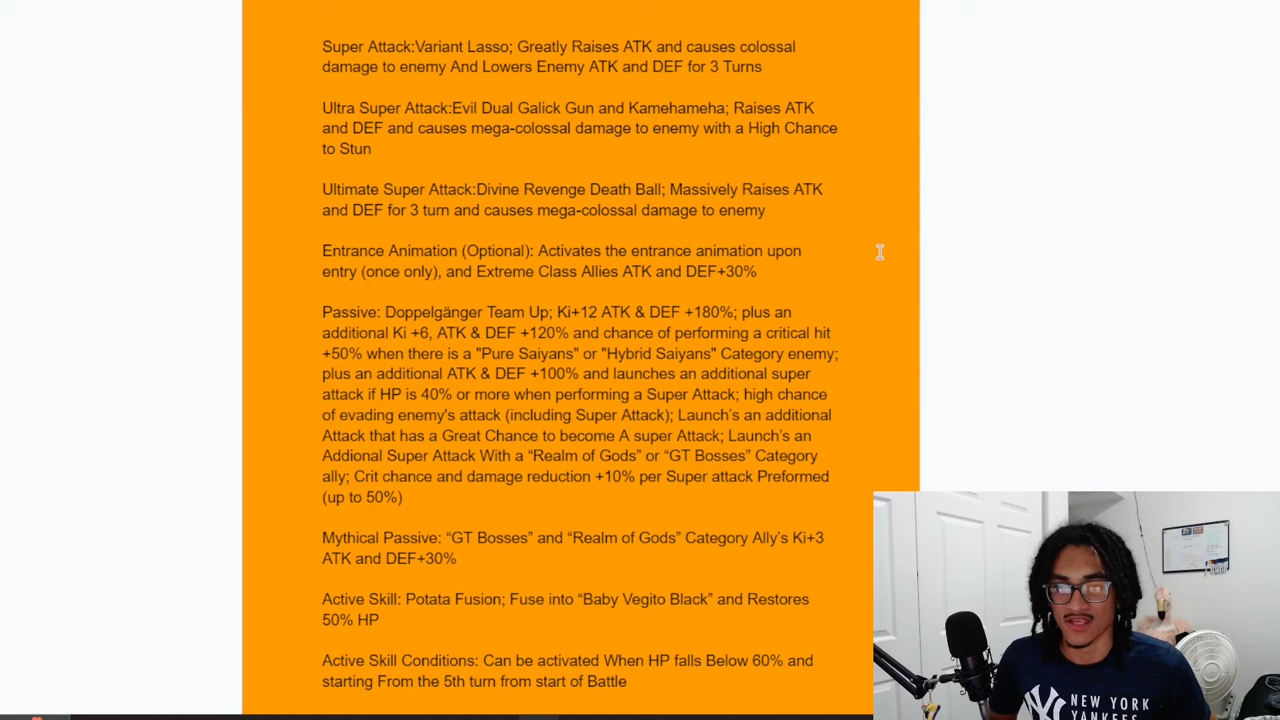 Super Attack:Variant Lasso; Greatly Raises ATK and causes colossal
damage to enemy And Lowers Enemy ATK and DEF for 3 Turns
Ultra Super Attack:Evil Dual Galick Gun and Kamehameha; Raises ATK
and DEF and causes mega-colossal damage to enemy with a High Chance
to Stun
Ultimate Super Attack:Divine Revenge Death Ball; Massively Raises ATK
and DEF for 3 turn and causes mega-colossal damage to enemy
Entrance Animation (Optional): Activates the entrance animation upon
entry (once only), and Extreme Class Allies ATK and DEF+30%
Passive: Doppelgänger Team Up; Ki+12 ATK & DEF +180%; plus an
additional Ki +6, ATK & DEF +120% and chance of performing a critical hit
+50% when there is a "Pure Saiyans" or "Hybrid Saiyans" Category enemy;
plus an additional ATK & DEF +100% and launches an additional super
attack if HP is 40% or more when performing a Super Attack; high chance
of evading enemy's attack (including Super Attack); Launch’s an additional
Attack that has a Great Chance to become A super Attack; Launch’s an
Addional Super Attack With a “Realm of Gods” or “GT Bosses” Category
ally; Crit chance and damage reduction +10% per Super attack Preformed
(up to 50%)
Mythical Passive: “GT Bosses” and “Realm of Gods” Category Ally’s Ki+3
ATK and DEF+30%
Active Skill: Potata Fusion; Fuse into “Baby Vegito Black” and Restores
50% HP
Active Skill Conditions: Can be activated When HP falls Below 60% and
starting From the 5th turn from start of Battle
NEW YORK
YANKEES